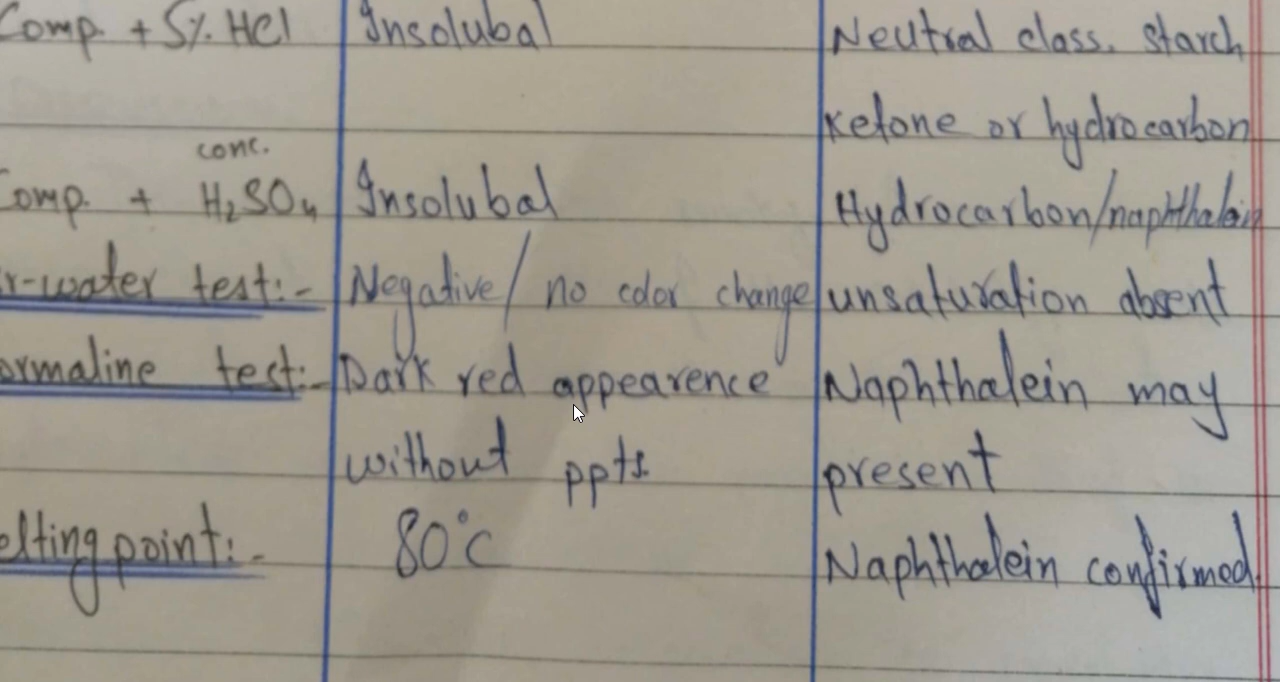 Comp. + 5% HCl Insolubal Neutral class. starch
ketone or hydrocarbon
conc.
Comp. + H₂SO₄ Insolubal Hydrocarbon/naphthalein
r-water test:- Negative/ no color change unsaturation absent
ormaline test:- Dark red appearence Naphthalein may
without ppts. present
elting point:- 80°C Naphthalein confirmed.